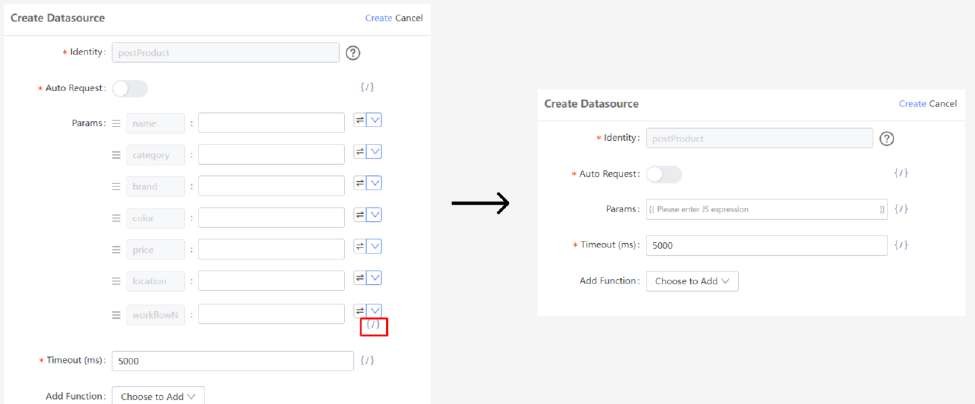 Create Datasource Create Cancel
* Identity: postProduct ?
* Auto Request: {/}
Params: name :
category :
brand :
color :
price :
location :
workflowN :
{/}
* Timeout (ms): 5000 {/}
Add Function: Choose to Add
Create Datasource Create Cancel
* Identity: postProduct ?
* Auto Request: {/}
Params: {{ Please enter JS expression }} {/}
* Timeout (ms): 5000 {/}
Add Function: Choose to Add